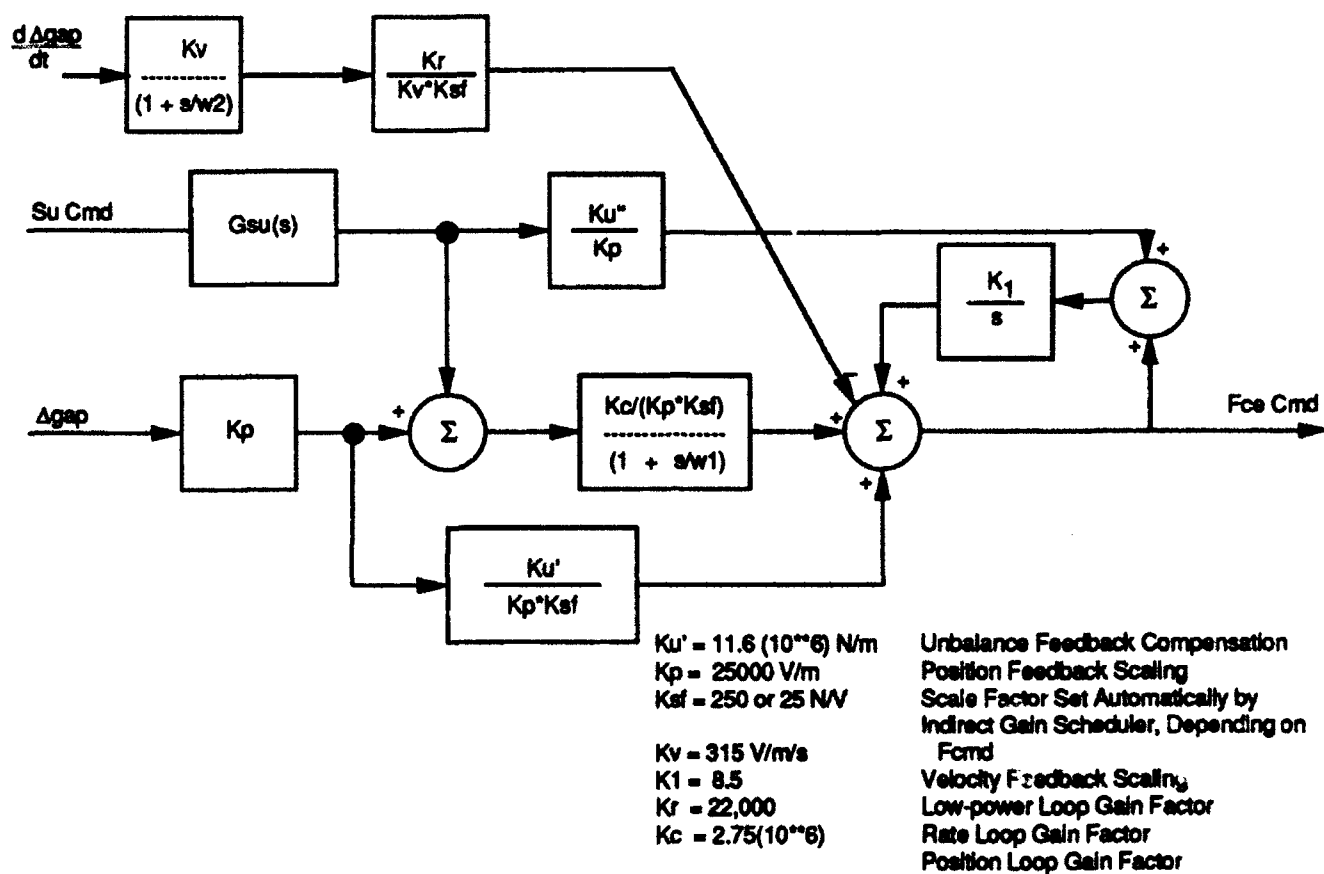 d Δgap
dt
Kv
(1 + s/w2)
Kr
Kv*Ksf
Su Cmd
Gsu(s)
Ku"
Kp
K1
s
+
Σ
+
Δgap
Kp
+
Σ
Kc/(Kp*Ksf)
(1 + s/w1)
−
+
+
Σ
+
Fce Cmd
Ku'
Kp*Ksf
Ku' = 11.6 (10**6) N/m Unbalance Feedback Compensation
Kp = 25000 V/m Position Feedback Scaling
Ksf = 250 or 25 N/V Scale Factor Set Automatically by
Indirect Gain Scheduler, Depending on
Kv = 315 V/m/s Fcmd
K1 = 8.5 Velocity Feedback Scaling
Kr = 22,000 Low-power Loop Gain Factor
Kc = 2.75(10**6) Rate Loop Gain Factor
Position Loop Gain Factor